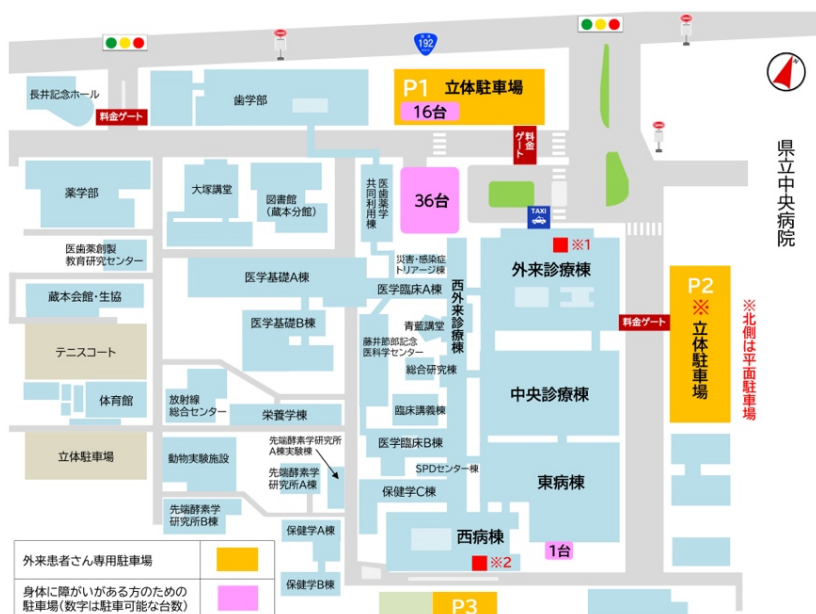 192
P1 立体駐車場
16台
長井記念ホール
歯学部
料金ゲート
料金
ゲート
県立中央病院
薬学部
大塚講堂
図書館
(蔵本分館)
医歯薬学
共同利用棟
36台
TAXI
※1
医歯薬創製
教育研究センター
災害・感染症
トリアージ棟
外来診療棟
西外来診療棟
医学基礎A棟
医学臨床A棟
P2
※
立体駐車場
※北側は平面駐車場
蔵本会館・生協
医学基礎B棟
青藍講堂
料金ゲート
テニスコート
藤井節郎記念
医科学センター
総合研究棟
体育館
放射線
総合センター
栄養学棟
臨床講義棟
中央診療棟
立体駐車場
動物実験施設
先端酵素学研究所
A棟実験棟
医学臨床B棟
先端酵素学
研究所A棟
SPDセンター棟
東病棟
保健学C棟
先端酵素学
研究所B棟
保健学A棟
西病棟
1台
※2
外来患者さん専用駐車場
保健学B棟
身体に障がいがある方のための
駐車場(数字は駐車可能な台数)
P3